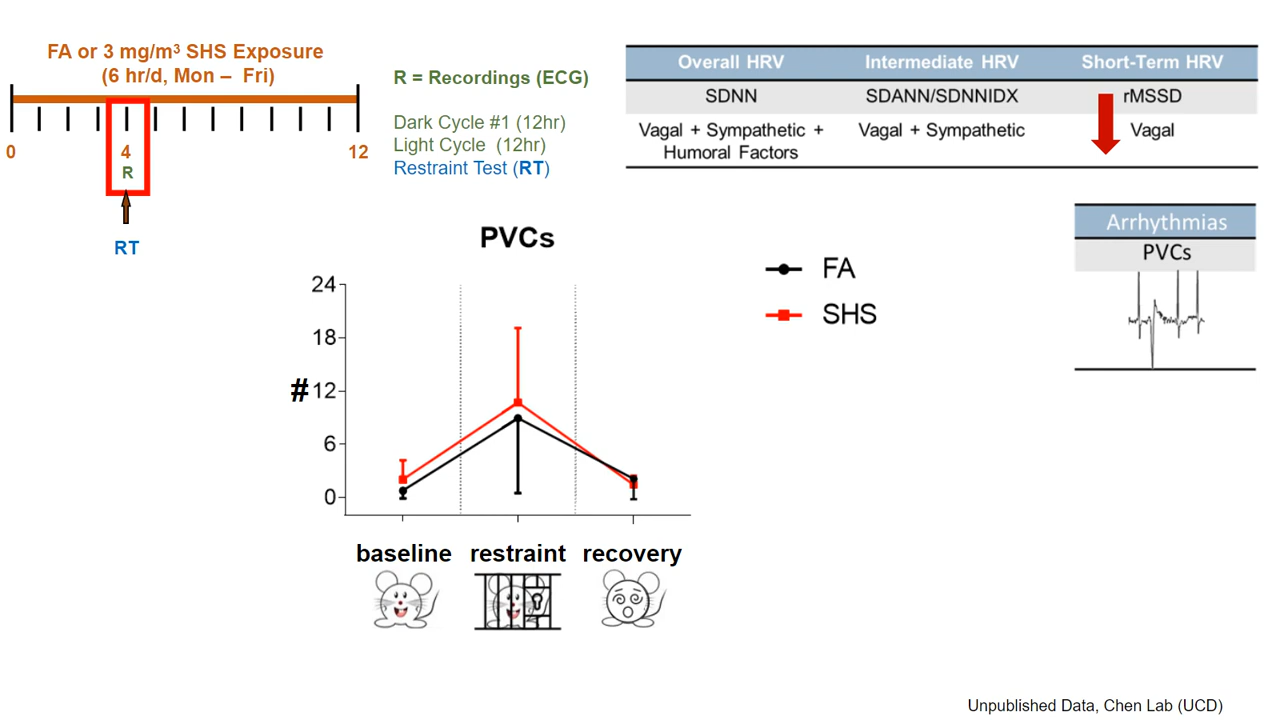 FA or 3 mg/m³ SHS Exposure
(6 hr/d, Mon – Fri)
0
4
12
R
RT
R = Recordings (ECG)
Dark Cycle #1 (12hr)
Light Cycle (12hr)
Restraint Test (RT)
Overall HRV Intermediate HRV Short-Term HRV
SDNN SDANN/SDNNIDX rMSSD
Vagal + Sympathetic + Vagal + Sympathetic Vagal
Humoral Factors
Arrhythmias
PVCs
PVCs
FA
SHS
24
18
# 12
6
0
baseline restraint recovery
Unpublished Data, Chen Lab (UCD)